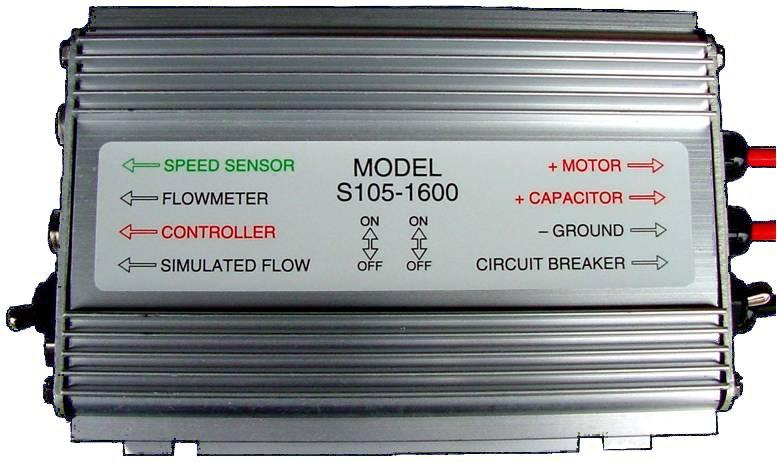 SPEED SENSOR
FLOWMETER
CONTROLLER
SIMULATED FLOW
MODEL
S105-1600
ON ON
OFF OFF
+ MOTOR
+ CAPACITOR
– GROUND
CIRCUIT BREAKER